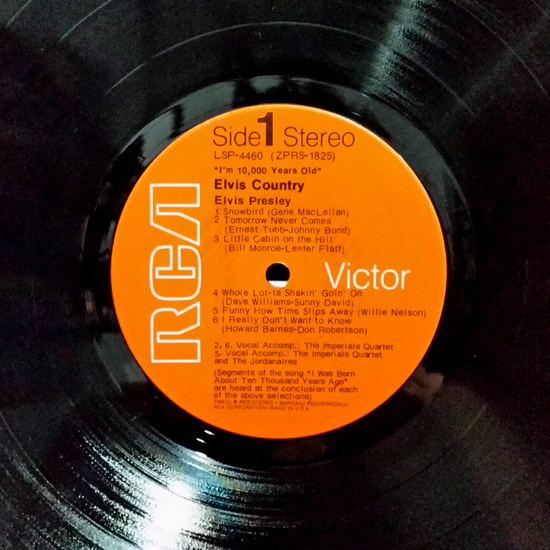 Side 1 Stereo
LSP-4460 (ZPRS-1825)
"I'm 10,000 Years Old"
Elvis Country
Elvis Presley
1 Snowbird (Gene MacLellan)
2 Tomorrow Never Comes
(Ernest Tubb-Johnny Bond)
3 Little Cabin on the Hill
(Bill Monroe-Lester Flatt)
RCA
Victor
4 Whole Lot-ta Shakin' Goin' On
(Dave Williams-Sunny David)
5 Funny How Time Slips Away (Willie Nelson)
6 I Really Don't Want to Know
(Howard Barnes-Don Robertson)
2, 6. Vocal Accomp.: The Imperials Quartet
5. Vocal Accomp.: The Imperials Quartet
and The Jordanaires
(Segments of the song "I Was Born
About Ten Thousand Years Ago"
are heard at the conclusion of each
of the above selections)
TMK(s) ® REGISTERED • MARCA(s) REGISTRADA(s)
RCA CORPORATION-MADE IN U.S.A.